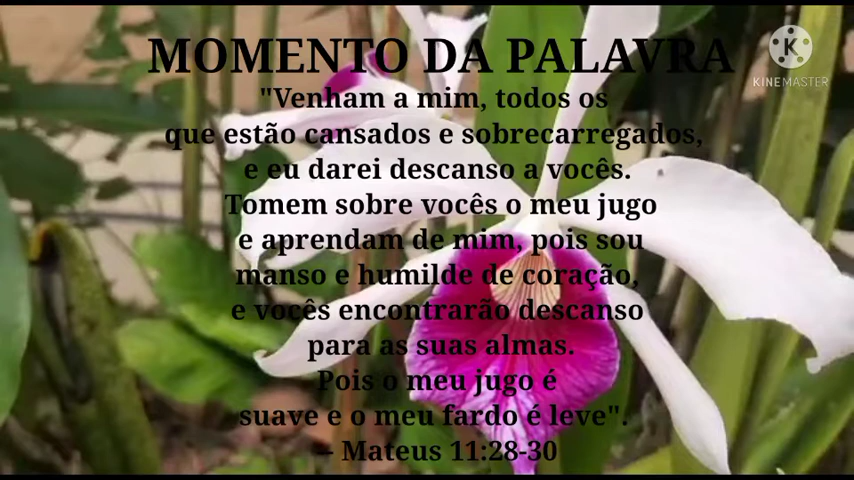 MOMENTO DA PALAVRA
KINEMASTER
"Venham a mim, todos os
que estão cansados e sobrecarregados,
e eu darei descanso a vocês.
Tomem sobre vocês o meu jugo
e aprendam de mim, pois sou
manso e humilde de coração,
e vocês encontrarão descanso
para as suas almas.
Pois o meu jugo é
suave e o meu fardo é leve".
– Mateus 11:28-30